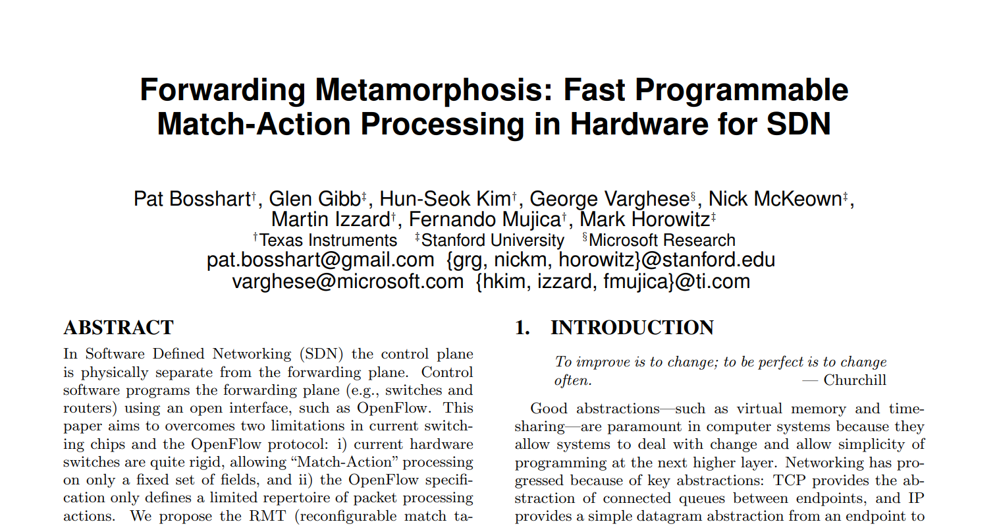 Forwarding Metamorphosis: Fast Programmable
Match-Action Processing in Hardware for SDN
Pat Bosshart†, Glen Gibb‡, Hun-Seok Kim†, George Varghese§, Nick McKeown‡,
Martin Izzard†, Fernando Mujica†, Mark Horowitz‡
†Texas Instruments ‡Stanford University §Microsoft Research
pat.bosshart@gmail.com {grg, nickm, horowitz}@stanford.edu
varghese@microsoft.com {hkim, izzard, fmujica}@ti.com
ABSTRACT
In Software Defined Networking (SDN) the control plane
is physically separate from the forwarding plane. Control
software programs the forwarding plane (e.g., switches and
routers) using an open interface, such as OpenFlow. This
paper aims to overcomes two limitations in current switch-
ing chips and the OpenFlow protocol: i) current hardware
switches are quite rigid, allowing “Match-Action” processing
on only a fixed set of fields, and ii) the OpenFlow specifi-
cation only defines a limited repertoire of packet processing
actions. We propose the RMT (reconfigurable match ta-
1. INTRODUCTION
To improve is to change; to be perfect is to change
often. — Churchill
Good abstractions—such as virtual memory and time-
sharing—are paramount in computer systems because they
allow systems to deal with change and allow simplicity of
programming at the next higher layer. Networking has pro-
gressed because of key abstractions: TCP provides the ab-
straction of connected queues between endpoints, and IP
provides a simple datagram abstraction from an endpoint to